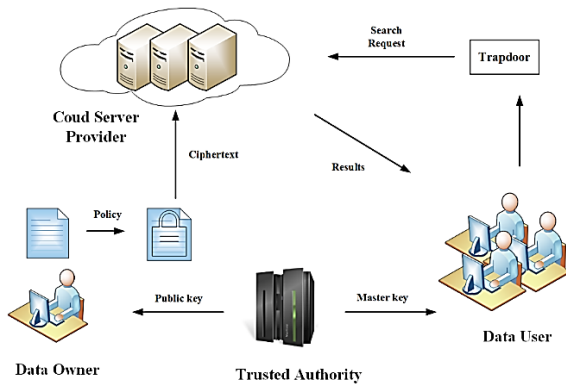 Search
Request
Trapdoor
Coud Server
Provider
Ciphertext
Results
Policy
Public key
Master key
Data User
Data Owner
Trusted Authority